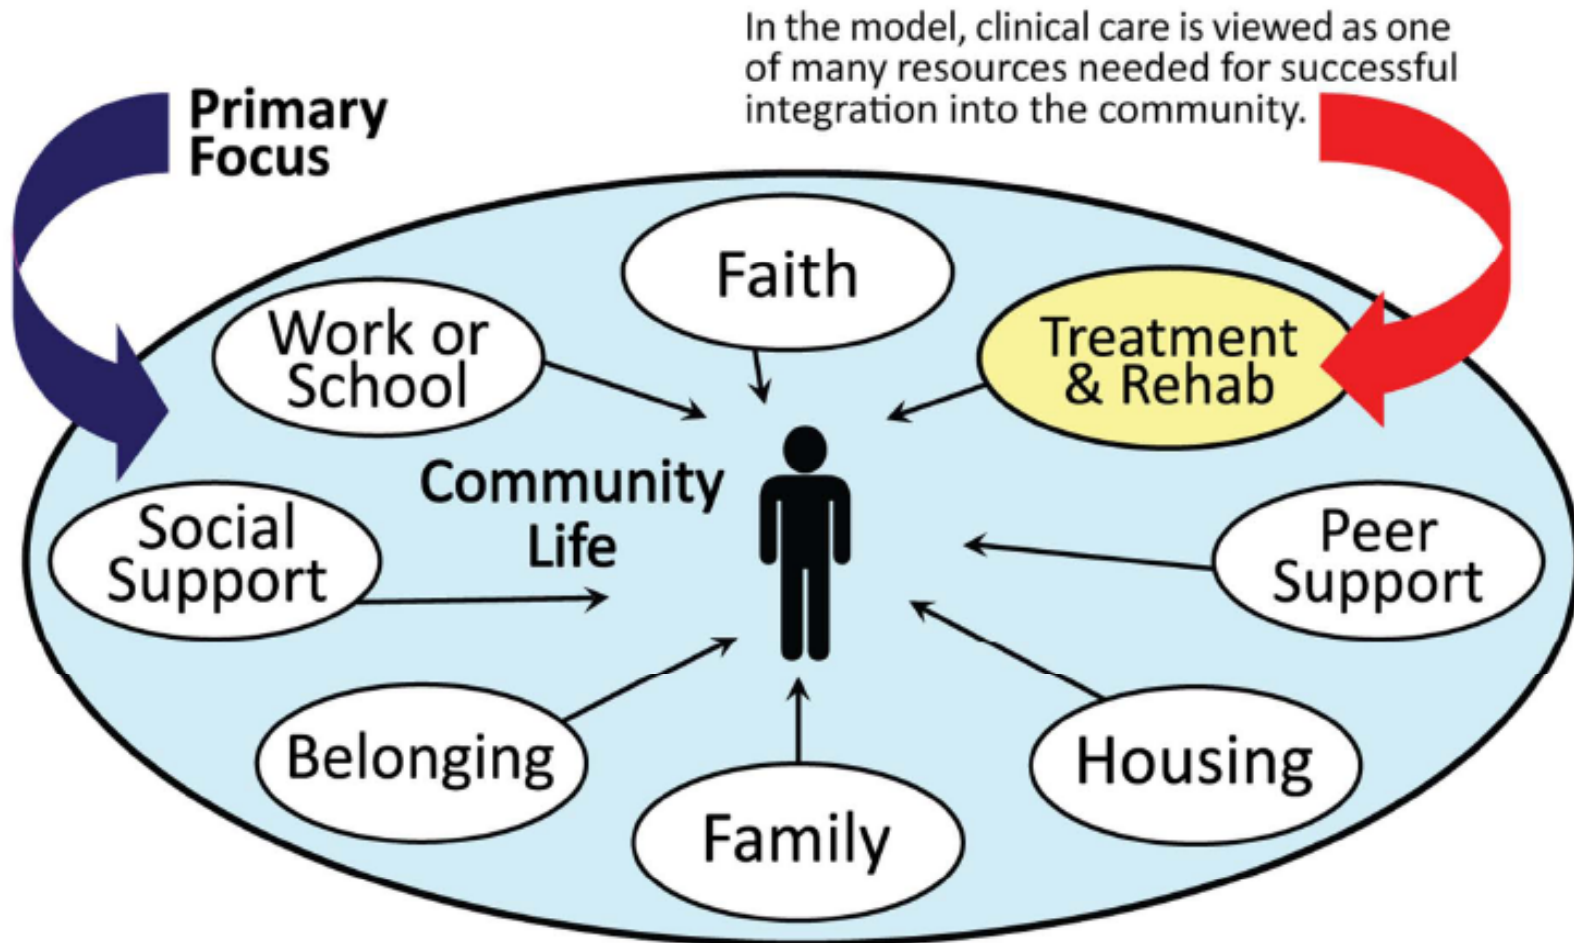 In the model, clinical care is viewed as one
of many resources needed for successful
integration into the community.
Primary
Focus
Faith
Work or
School
Treatment
& Rehab
Community
Life
Social
Support
Peer
Support
Belonging
Housing
Family